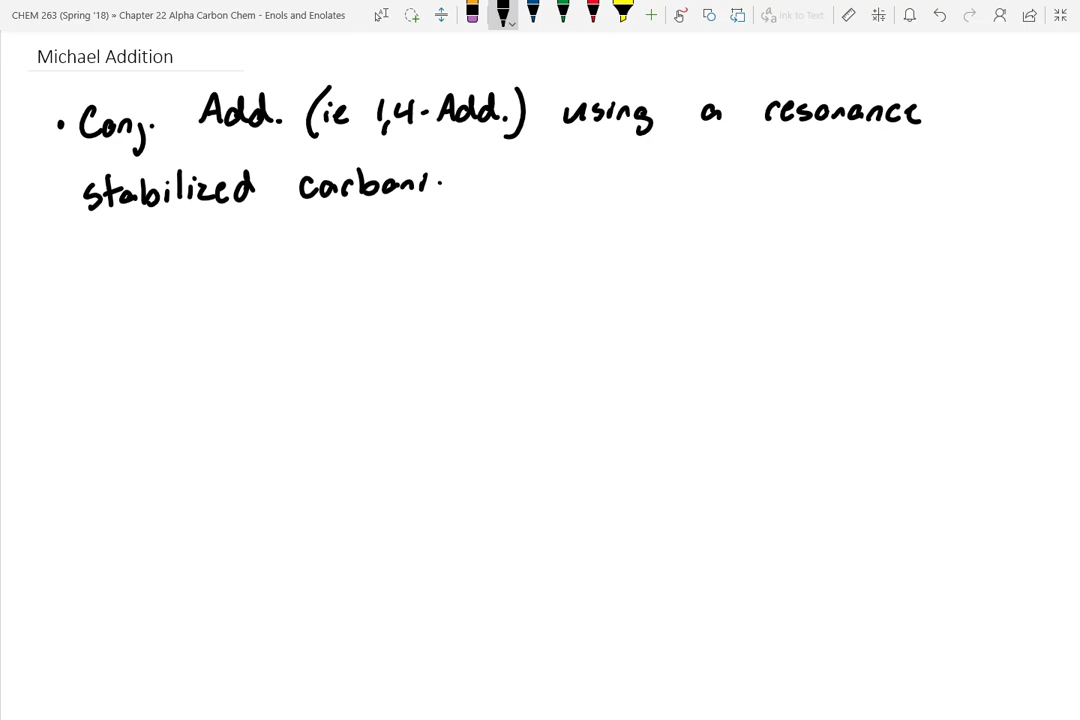 CHEM 263 (Spring '18) » Chapter 22 Alpha Carbon Chem - Enols and Enolates
Ink to Text
Michael Addition
• Conj. Add. (ie 1,4-Add.) using a resonance
stabilized carbani